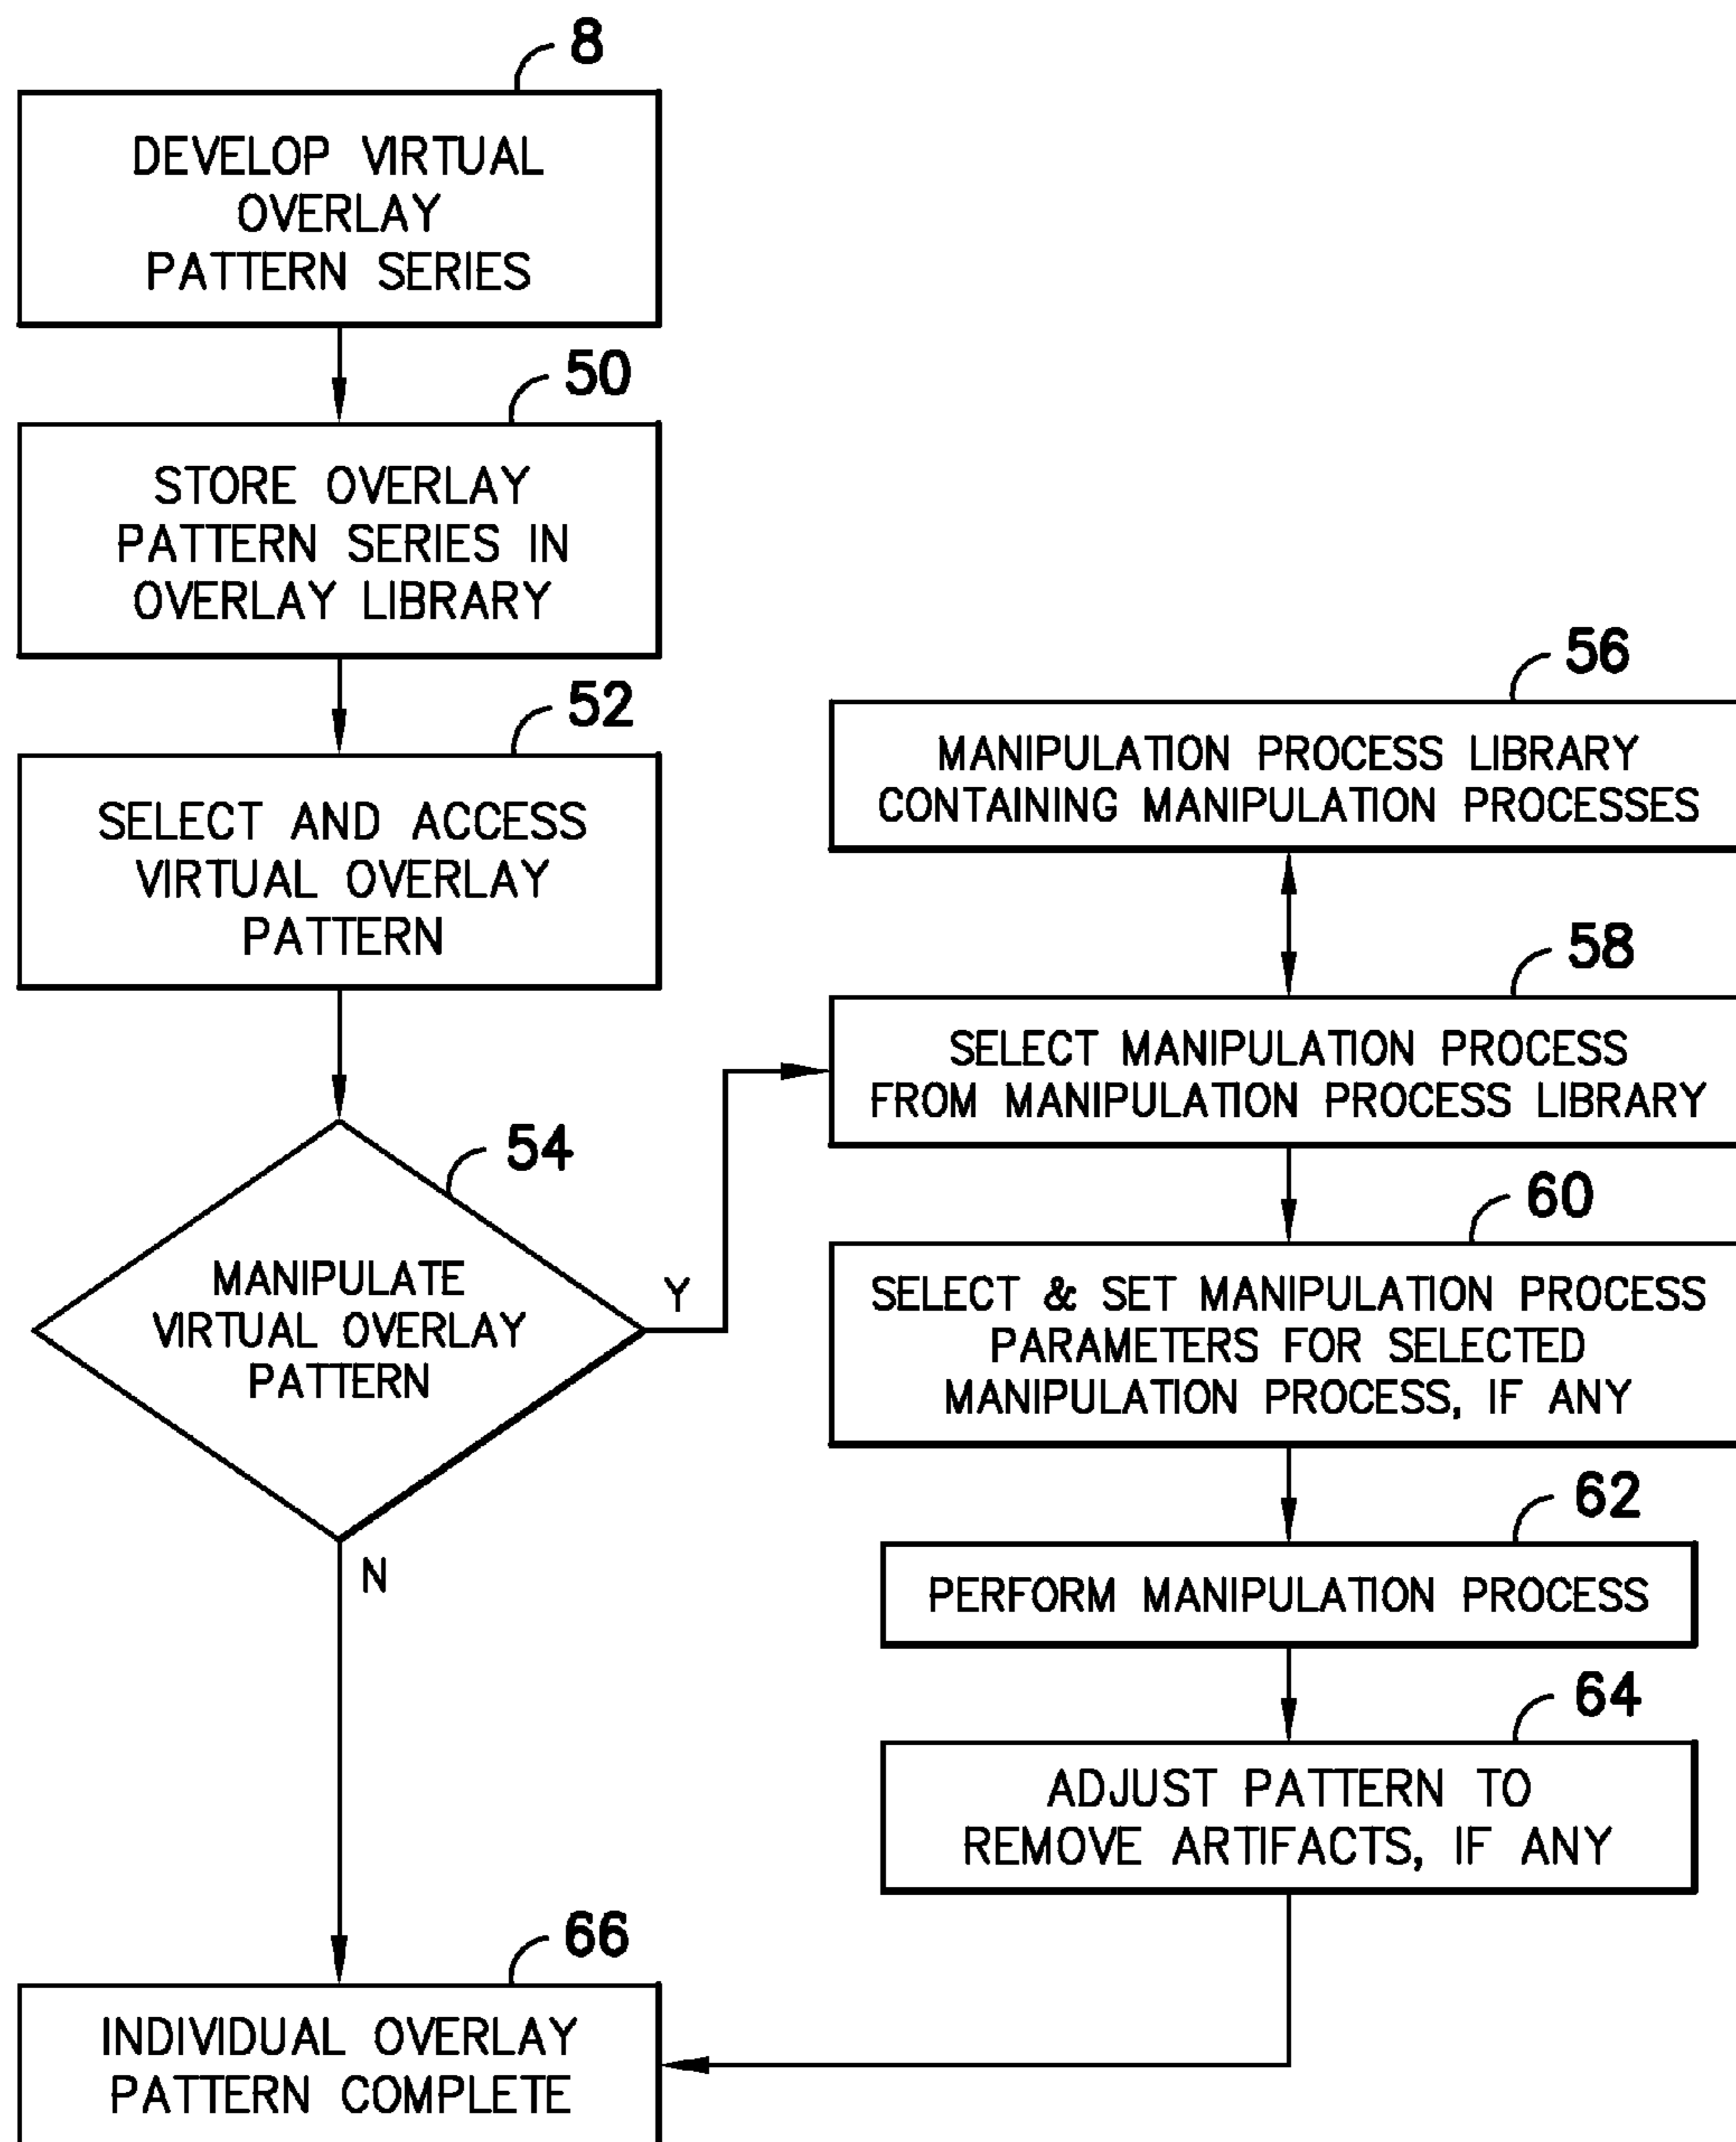 8
DEVELOP VIRTUAL
OVERLAY
PATTERN SERIES
50
STORE OVERLAY
PATTERN SERIES IN
OVERLAY LIBRARY
52
SELECT AND ACCESS
VIRTUAL OVERLAY
PATTERN
54
MANIPULATE
VIRTUAL OVERLAY
PATTERN
Y
N
56
MANIPULATION PROCESS LIBRARY
CONTAINING MANIPULATION PROCESSES
58
SELECT MANIPULATION PROCESS
FROM MANIPULATION PROCESS LIBRARY
60
SELECT & SET MANIPULATION PROCESS
PARAMETERS FOR SELECTED
MANIPULATION PROCESS, IF ANY
62
PERFORM MANIPULATION PROCESS
64
ADJUST PATTERN TO
REMOVE ARTIFACTS, IF ANY
66
INDIVIDUAL OVERLAY
PATTERN COMPLETE